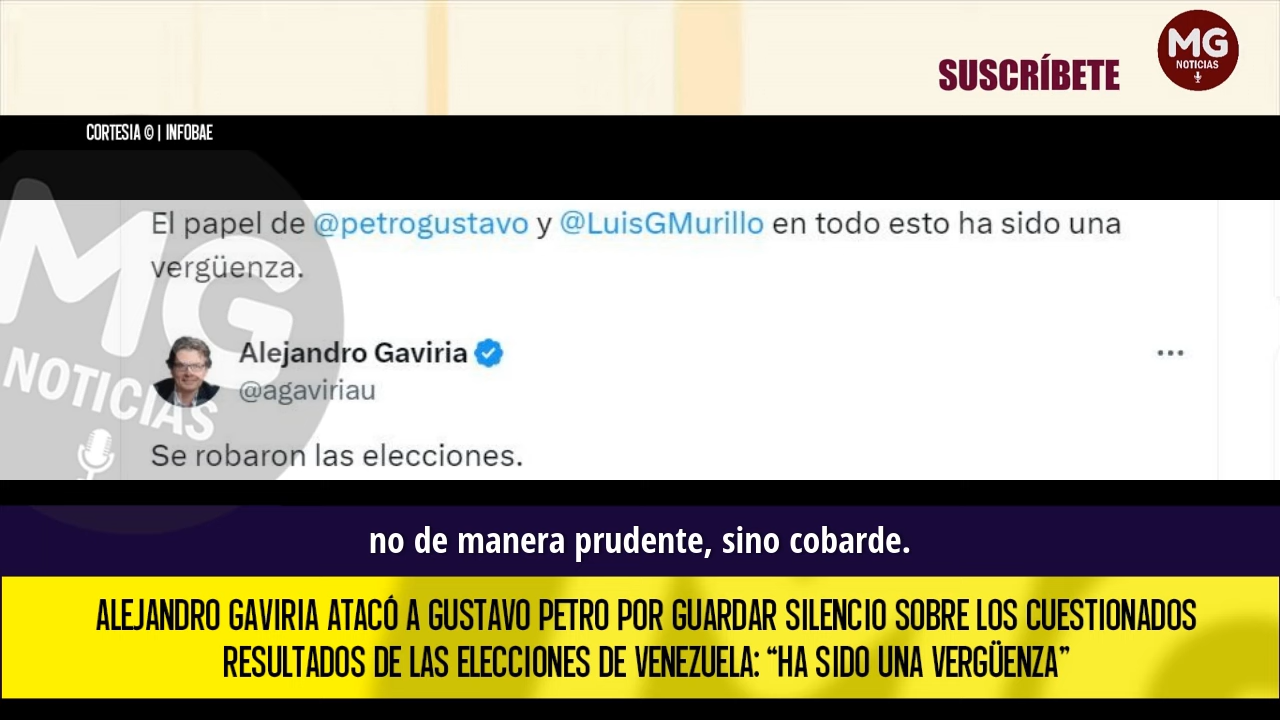 SUSCRÍBETE
MG
NOTICIAS
CORTESIA © | INFOBAE
El papel de @petrogustavo y @LuisGMurillo en todo esto ha sido una
vergüenza.
MG
NOTICIAS
Alejandro Gaviria
@agaviriau
Se robaron las elecciones.
no de manera prudente, sino cobarde.
ALEJANDRO GAVIRIA ATACÓ A GUSTAVO PETRO POR GUARDAR SILENCIO SOBRE LOS CUESTIONADOS
RESULTADOS DE LAS ELECCIONES DE VENEZUELA: “HA SIDO UNA VERGÜENZA”